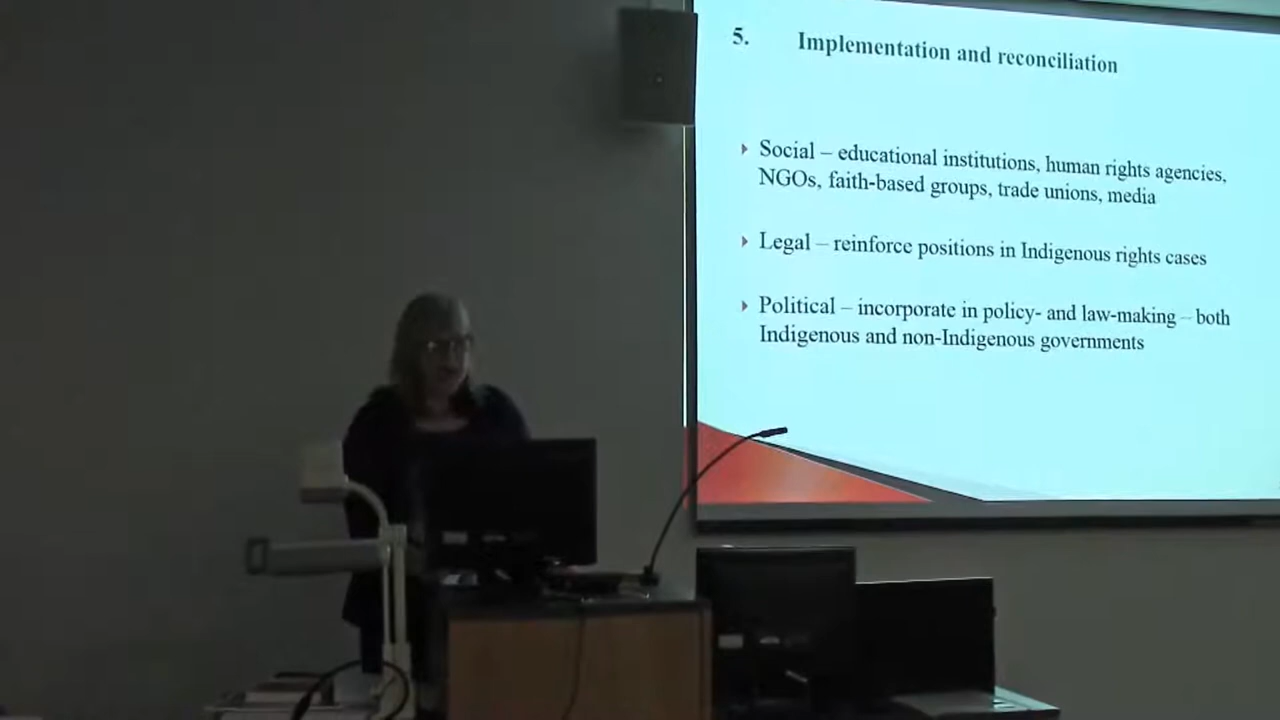 5. Implementation and reconciliation
Social – educational institutions, human rights agencies,
NGOs, faith-based groups, trade unions, media
Legal – reinforce positions in Indigenous rights cases
Political – incorporate in policy- and law-making – both
Indigenous and non-Indigenous governments